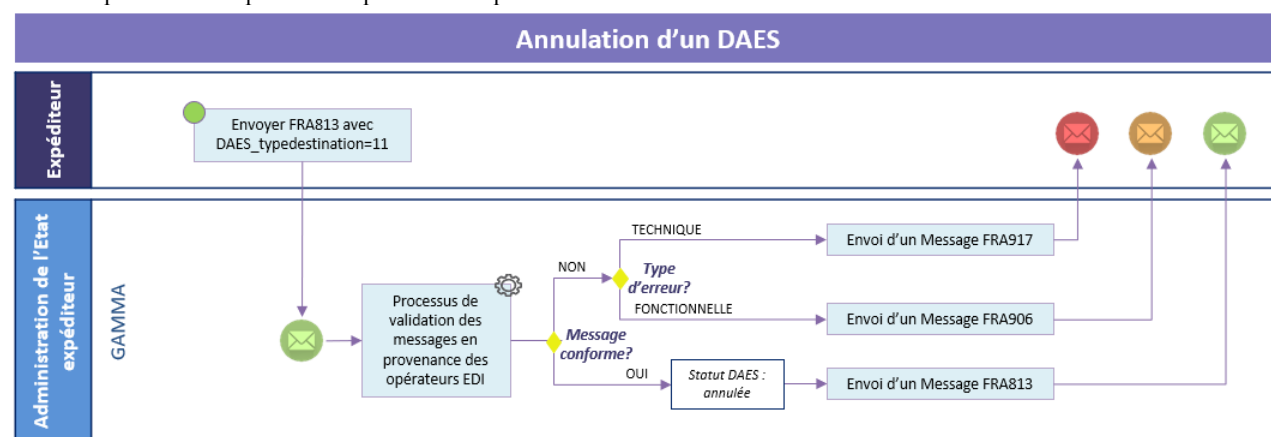 Annulation d'un DAES
Expéditeur
Envoyer FRA813 avec
DAES_typedestination=11
Administration de l'Etat
expéditeur
GAMMA
Processus de
validation des
messages en
provenance des
opérateurs EDI
Message
conforme?
NON
Type
d'erreur?
TECHNIQUE
Envoi d'un Message FRA917
FONCTIONNELLE
Envoi d'un Message FRA906
OUI
Statut DAES :
annulée
Envoi d'un Message FRA813